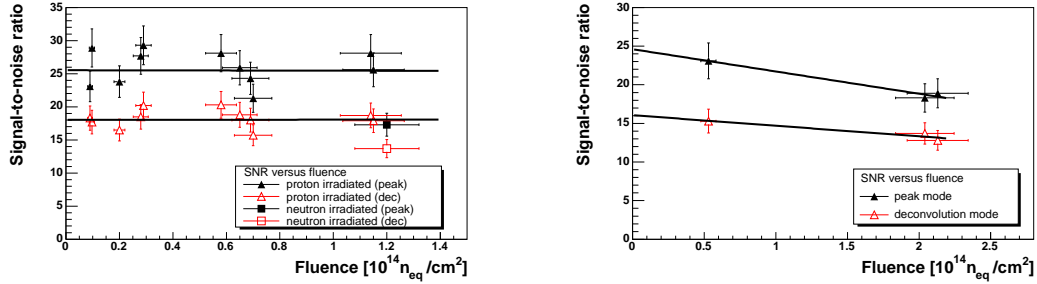 Signal-to-noise ratio
35
30
25
20
15
10
5
0
0 0.2 0.4 0.6 0.8 1 1.2 1.4
SNR versus fluence
proton irradiated (peak)
proton irradiated (dec)
neutron irradiated (peak)
neutron irradiated (dec)
Fluence [10^14 n_eq /cm²]
Signal-to-noise ratio
30
25
20
15
10
5
0
0 0.5 1 1.5 2 2.5
SNR versus fluence
peak mode
deconvolution mode
Fluence [10^14 n_eq /cm²]